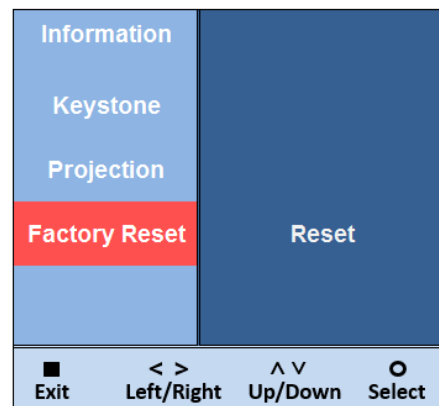 Information
Keystone
Projection
Factory Reset Reset
■ < > ∧ ∨ O
Exit Left/Right Up/Down Select